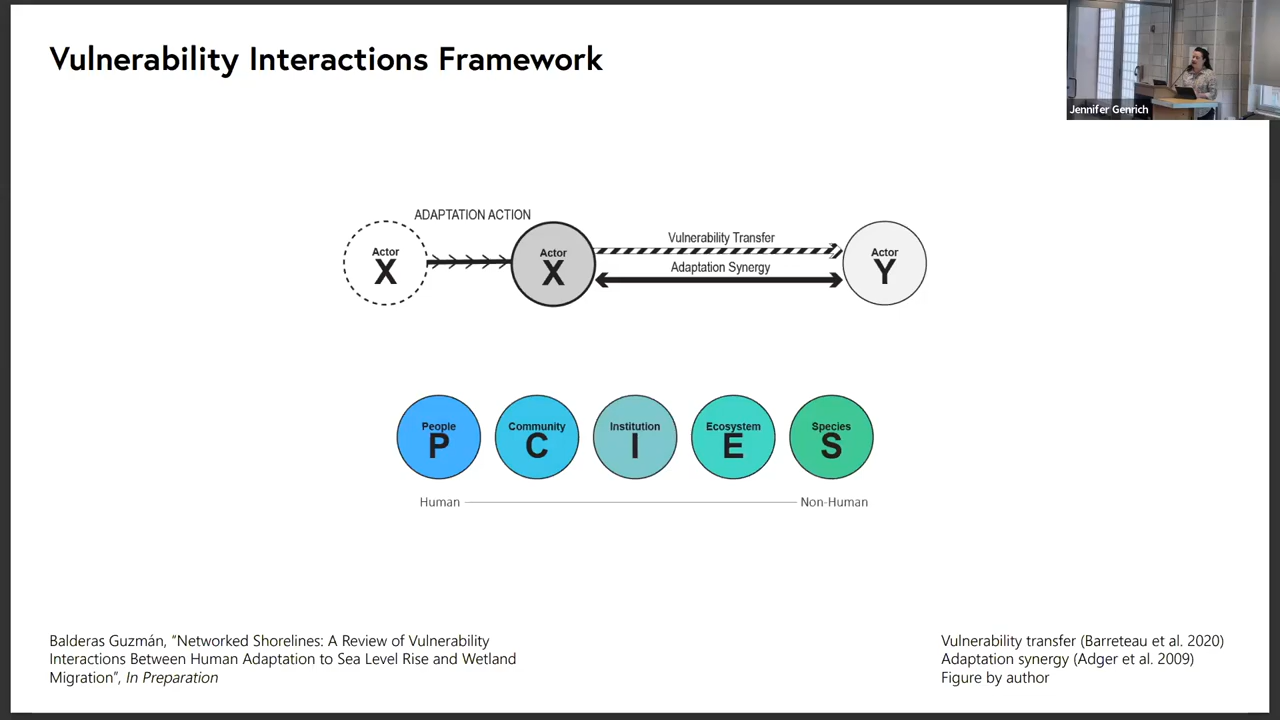 Vulnerability Interactions Framework
Jennifer Genrich
ADAPTATION ACTION
Actor
X
Actor
X
Vulnerability Transfer
Adaptation Synergy
Actor
Y
People
P
Community
C
Institution
I
Ecosystem
E
Species
S
Human
Non-Human
Balderas Guzmán, "Networked Shorelines: A Review of Vulnerability
Interactions Between Human Adaptation to Sea Level Rise and Wetland
Migration", In Preparation
Vulnerability transfer (Barreteau et al. 2020)
Adaptation synergy (Adger et al. 2009)
Figure by author